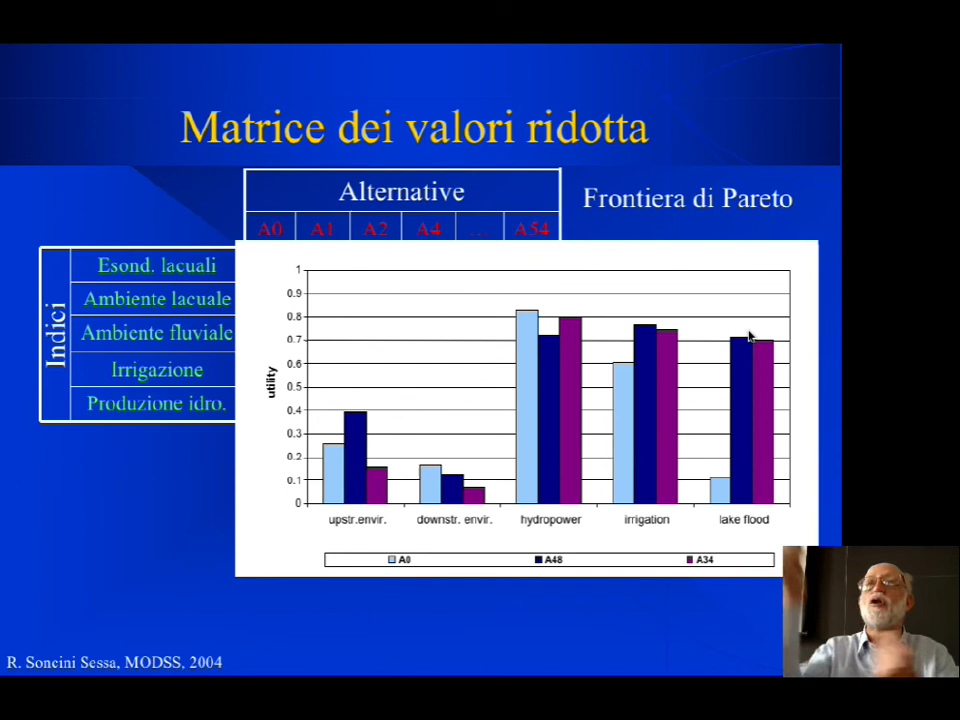 Matrice dei valori ridotta
Alternative
Frontiera di Pareto
A0 A1 A2 A4 ... A54
Indici
Esond. lacuali
Ambiente lacuale
Ambiente fluviale
Irrigazione
Produzione idro.
utility
1
0.9
0.8
0.7
0.6
0.5
0.4
0.3
0.2
0.1
0
upstr.envir. downstr. envir. hydropower irrigation lake flood
A0 A48 A34
R. Soncini Sessa, MODSS, 2004